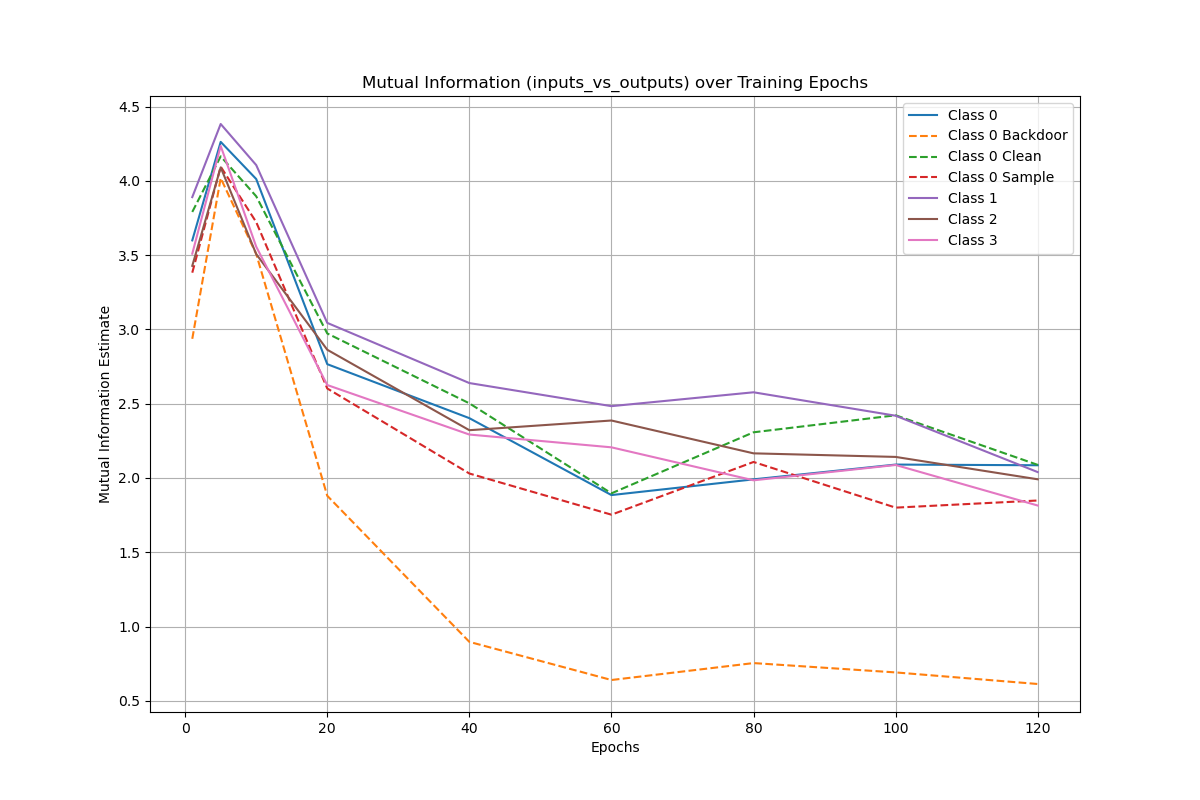 Mutual Information (inputs_vs_outputs) over Training Epochs
4.5
4.0
3.5
3.0
2.5
2.0
1.5
1.0
0.5
Mutual Information Estimate
Class 0
Class 0 Backdoor
Class 0 Clean
Class 0 Sample
Class 1
Class 2
Class 3
0 20 40 60 80 100 120
Epochs